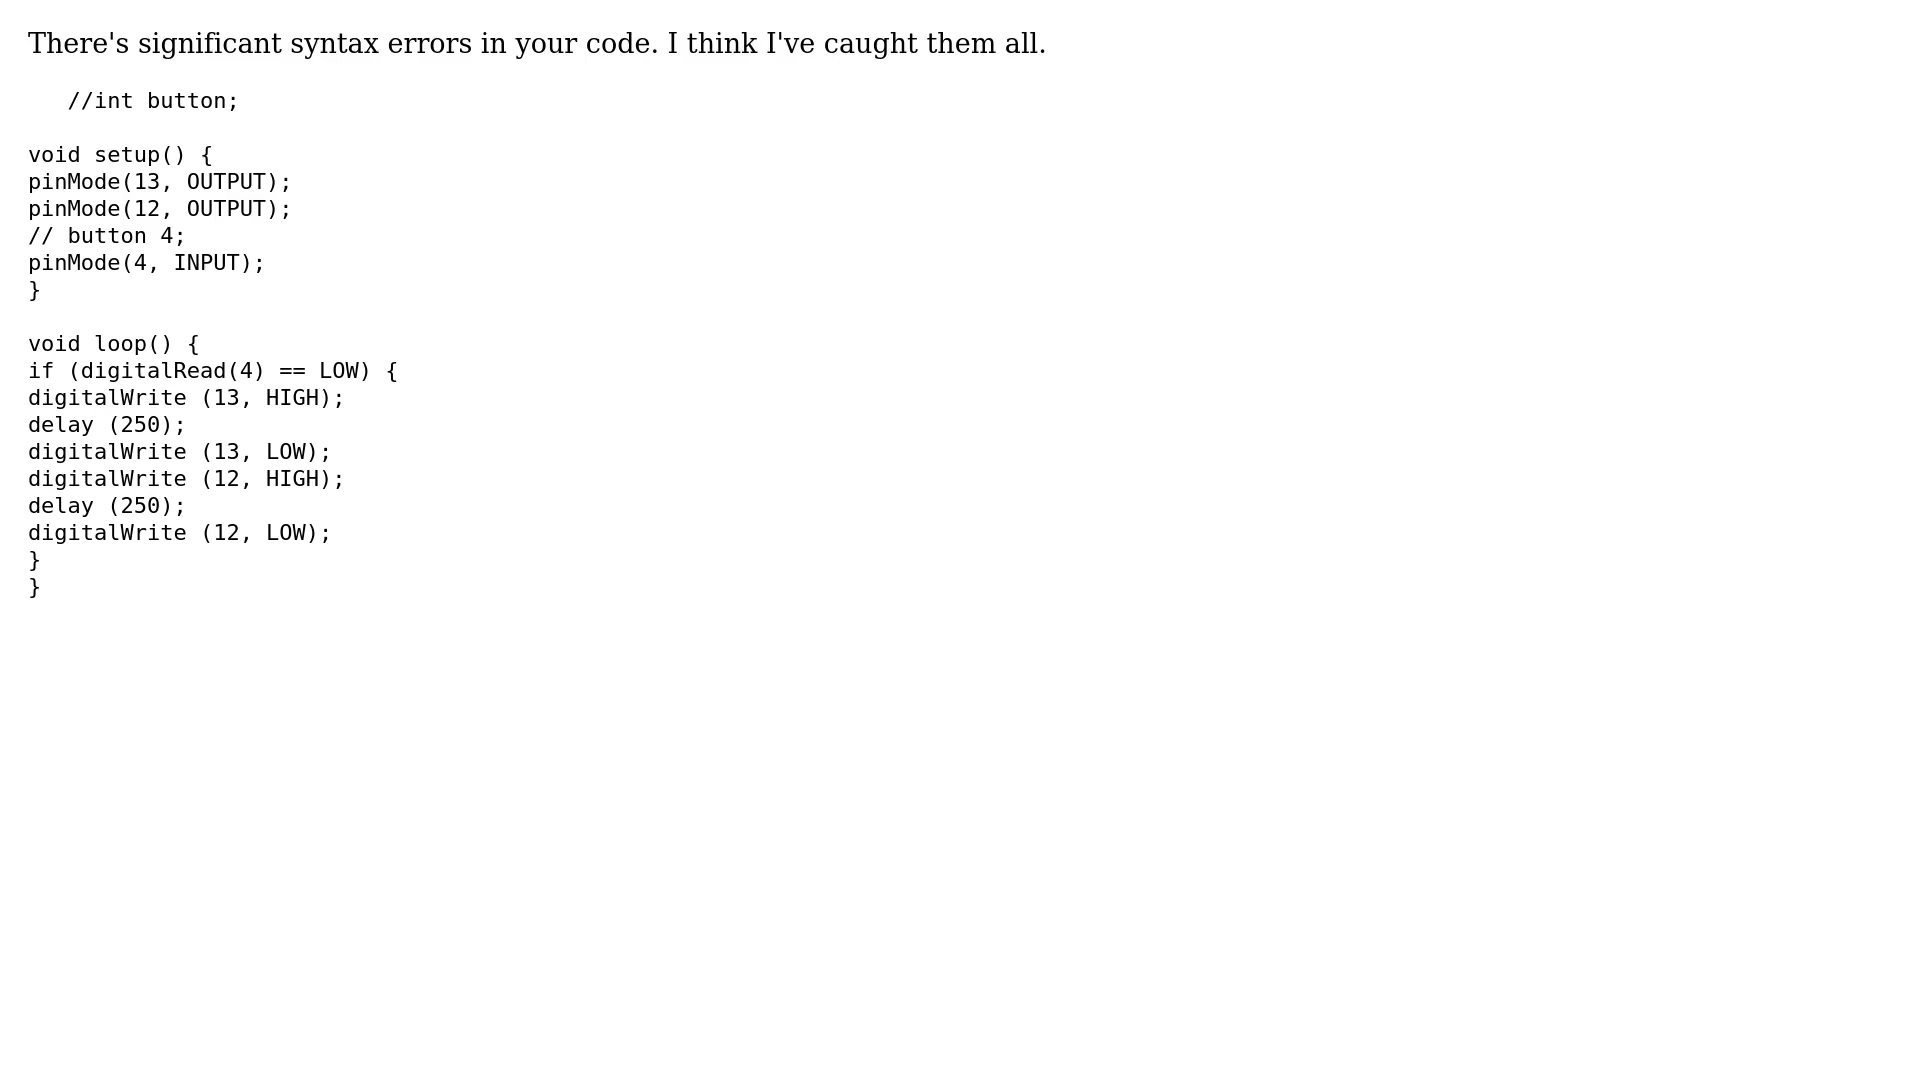 There's significant syntax errors in your code. I think I've caught them all.
//int button;
void setup() {
pinMode(13, OUTPUT);
pinMode(12, OUTPUT);
// button 4;
pinMode(4, INPUT);
}
void loop() {
if (digitalRead(4) == LOW) {
digitalWrite (13, HIGH);
delay (250);
digitalWrite (13, LOW);
digitalWrite (12, HIGH);
delay (250);
digitalWrite (12, LOW);
}
}